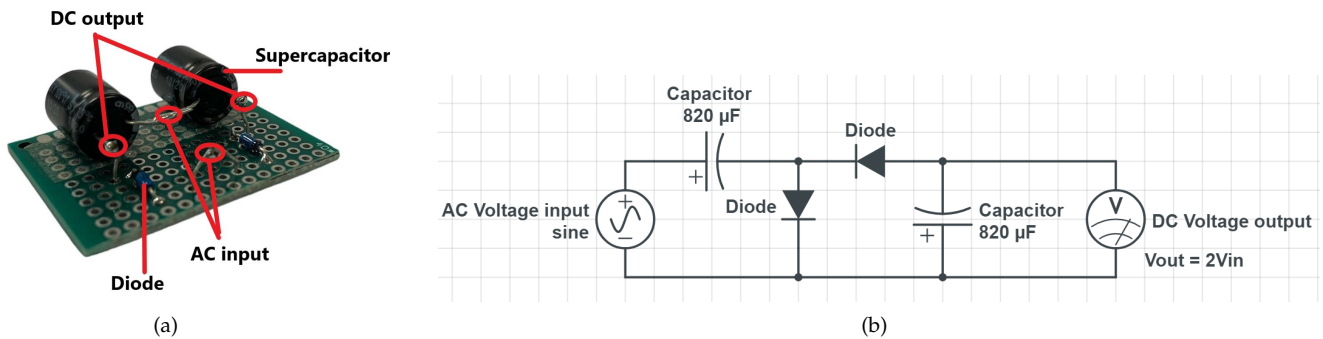 DC output
Supercapacitor
AC input
Diode
(a)
Capacitor
820 µF
+
Diode
AC Voltage input
sine
+
−
Diode
Capacitor
820 µF
+
V
DC Voltage output
Vout = 2Vin
(b)